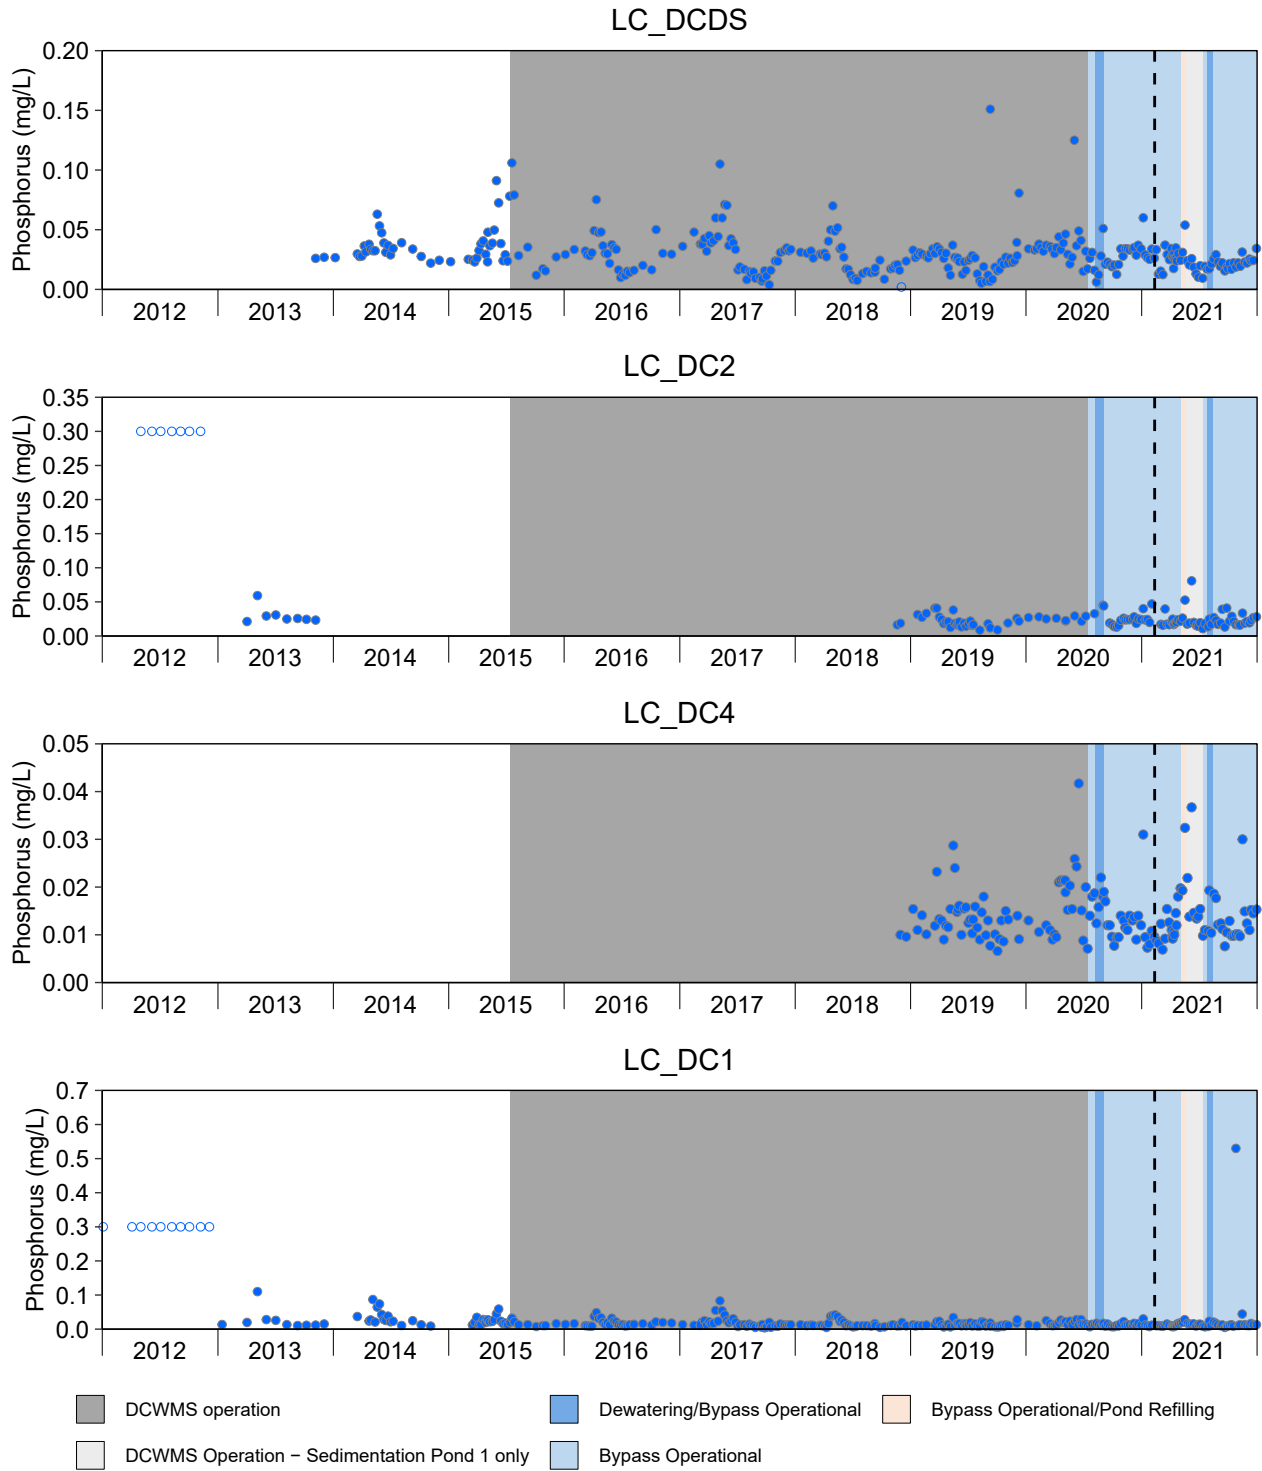 LC_DCDS
Phosphorus (mg/L)
0.20
0.15
0.10
0.05
0.00
2012 2013 2014 2015 2016 2017 2018 2019 2020 2021
LC_DC2
Phosphorus (mg/L)
0.35
0.30
0.25
0.20
0.15
0.10
0.05
0.00
2012 2013 2014 2015 2016 2017 2018 2019 2020 2021
LC_DC4
Phosphorus (mg/L)
0.05
0.04
0.03
0.02
0.01
0.00
2012 2013 2014 2015 2016 2017 2018 2019 2020 2021
LC_DC1
Phosphorus (mg/L)
0.7
0.6
0.5
0.4
0.3
0.2
0.1
0.0
2012 2013 2014 2015 2016 2017 2018 2019 2020 2021
DCWMS operation Dewatering/Bypass Operational Bypass Operational/Pond Refilling
DCWMS Operation − Sedimentation Pond 1 only Bypass Operational